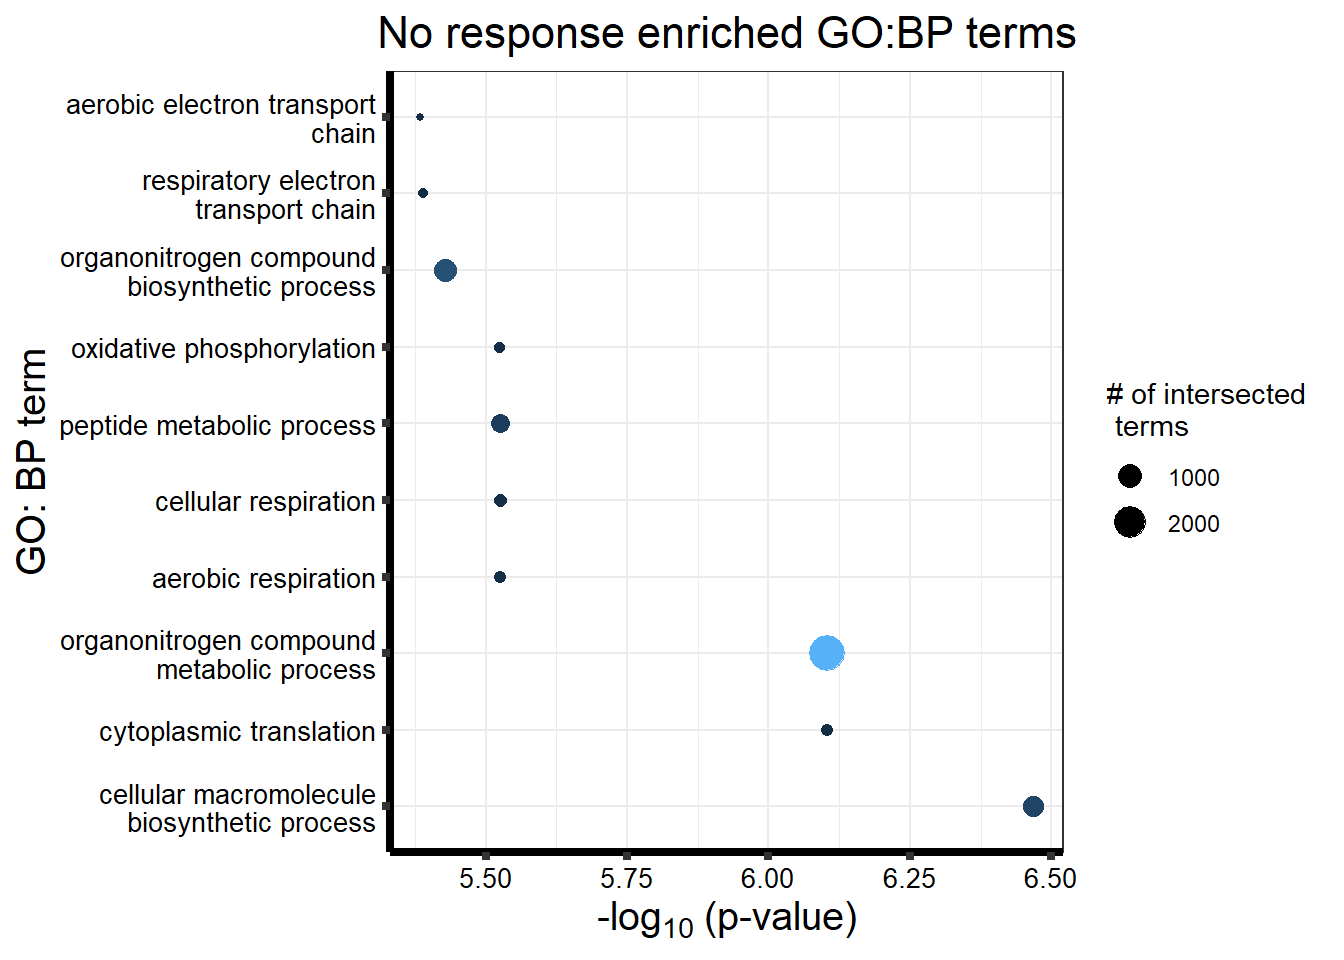 No response enriched GO:BP terms
GO: BP term
aerobic electron transport
chain
respiratory electron
transport chain
organonitrogen compound
biosynthetic process
oxidative phosphorylation
peptide metabolic process
cellular respiration
aerobic respiration
organonitrogen compound
metabolic process
cytoplasmic translation
cellular macromolecule
biosynthetic process
5.50 5.75 6.00 6.25 6.50
-log10 (p-value)
# of intersected
terms
1000
2000